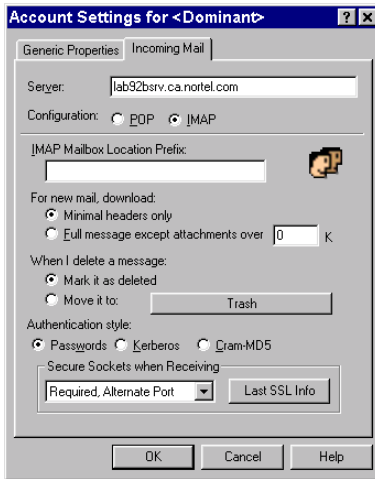 Account Settings for <Dominant>
Generic Properties Incoming Mail
Server: lab92bsrv.ca.nortel.com
Configuration: POP IMAP
IMAP Mailbox Location Prefix:
For new mail, download:
Minimal headers only
Full message except attachments over 0 K
When I delete a message:
Mark it as deleted
Move it to: Trash
Authentication style:
Passwords Kerberos Cram-MD5
Secure Sockets when Receiving
Required, Alternate Port Last SSL Info
OK Cancel Help